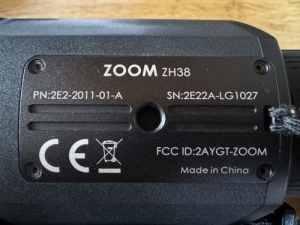 ZOOM ZH38
PN:2E2-2011-01-A SN:2E22A-LG1027
CE FCC ID:2AYGT-ZOOM
Made in China